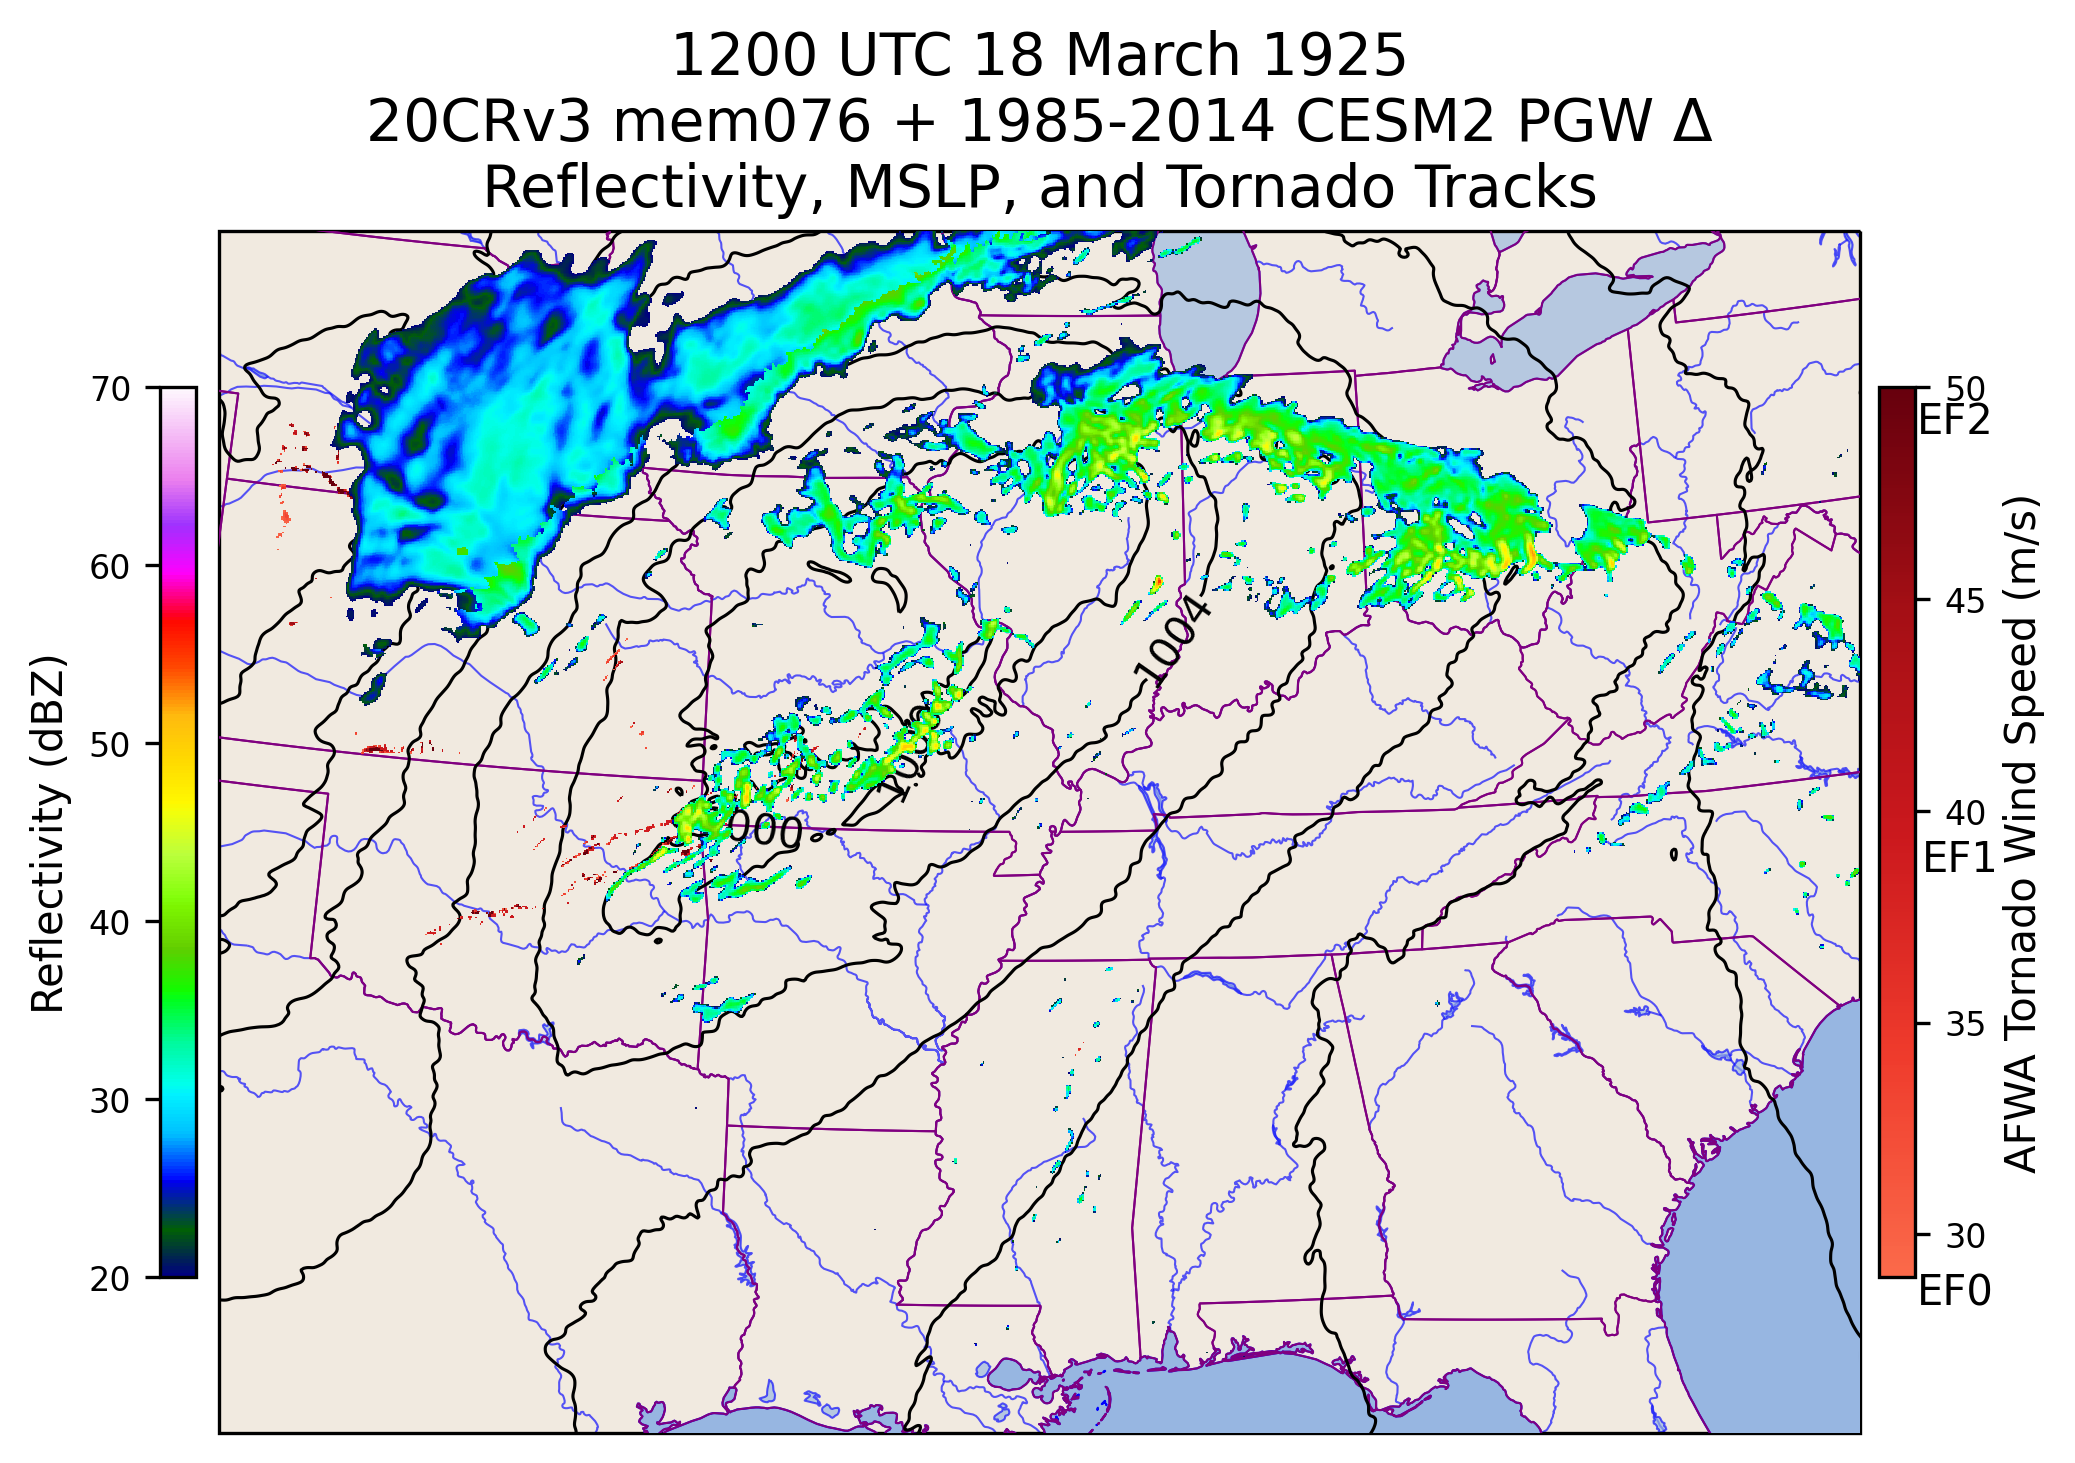 1200 UTC 18 March 1925
20CRv3 mem076 + 1985-2014 CESM2 PGW Δ
Reflectivity, MSLP, and Tornado Tracks
70
60
50
40
30
20
Reflectivity (dBZ)
1004
1000
50
EF2
45
40
EF1
35
30
EF0
AFWA Tornado Wind Speed (m/s)